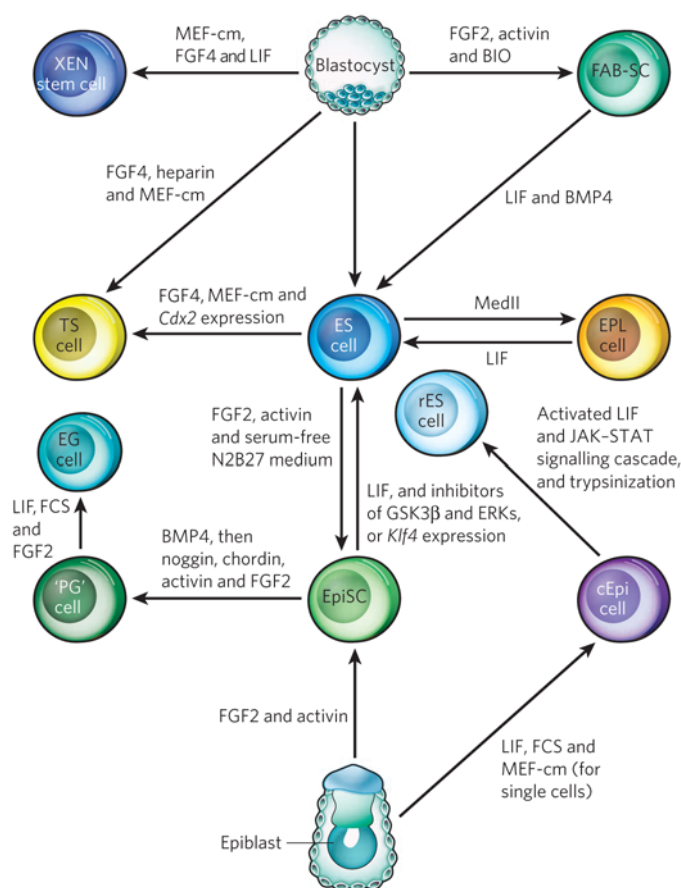 MEF-cm,
FGF4 and LIF
FGF2, activin
and BIO
XEN
stem cell
Blastocyst
FAB-SC
FGF4, heparin
and MEF-cm
LIF and BMP4
FGF4, MEF-cm and
Cdx2 expression
MedII
TS
cell
ES
cell
EPL
cell
LIF
rES
cell
EG
cell
FGF2, activin
and serum-free
N2B27 medium
Activated LIF
and JAK–STAT
signalling cascade,
and trypsinization
LIF, FCS
and
FGF2
LIF, and inhibitors
of GSK3β and ERKs,
or Klf4 expression
BMP4, then
noggin, chordin,
activin and FGF2
'PG'
cell
EpiSC
cEpi
cell
FGF2 and activin
LIF, FCS and
MEF-cm (for
single cells)
Epiblast